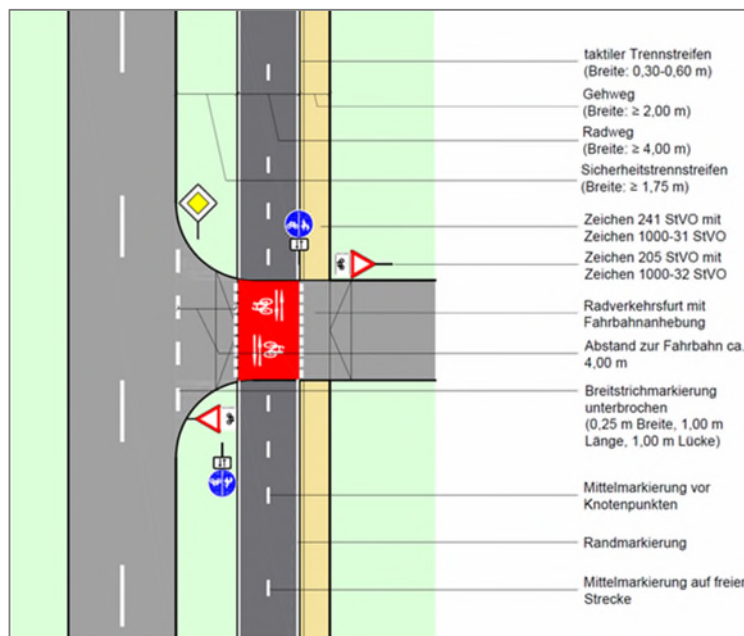 taktiler Trennstreifen
(Breite: 0,30-0,60 m)
Gehweg
(Breite: ≥ 2,00 m)
Radweg
(Breite: ≥ 4,00 m)
Sicherheitstrennstreifen
(Breite: ≥ 1,75 m)
Zeichen 241 StVO mit
Zeichen 1000-31 StVO
Zeichen 205 StVO mit
Zeichen 1000-32 StVO
Radverkehrsfurt mit
Fahrbahnanhebung
Abstand zur Fahrbahn ca.
4,00 m
Breitstrichmarkierung
unterbrochen
(0,25 m Breite, 1,00 m
Länge, 1,00 m Lücke)
Mittelmarkierung vor
Knotenpunkten
Randmarkierung
Mittelmarkierung auf freier
Strecke